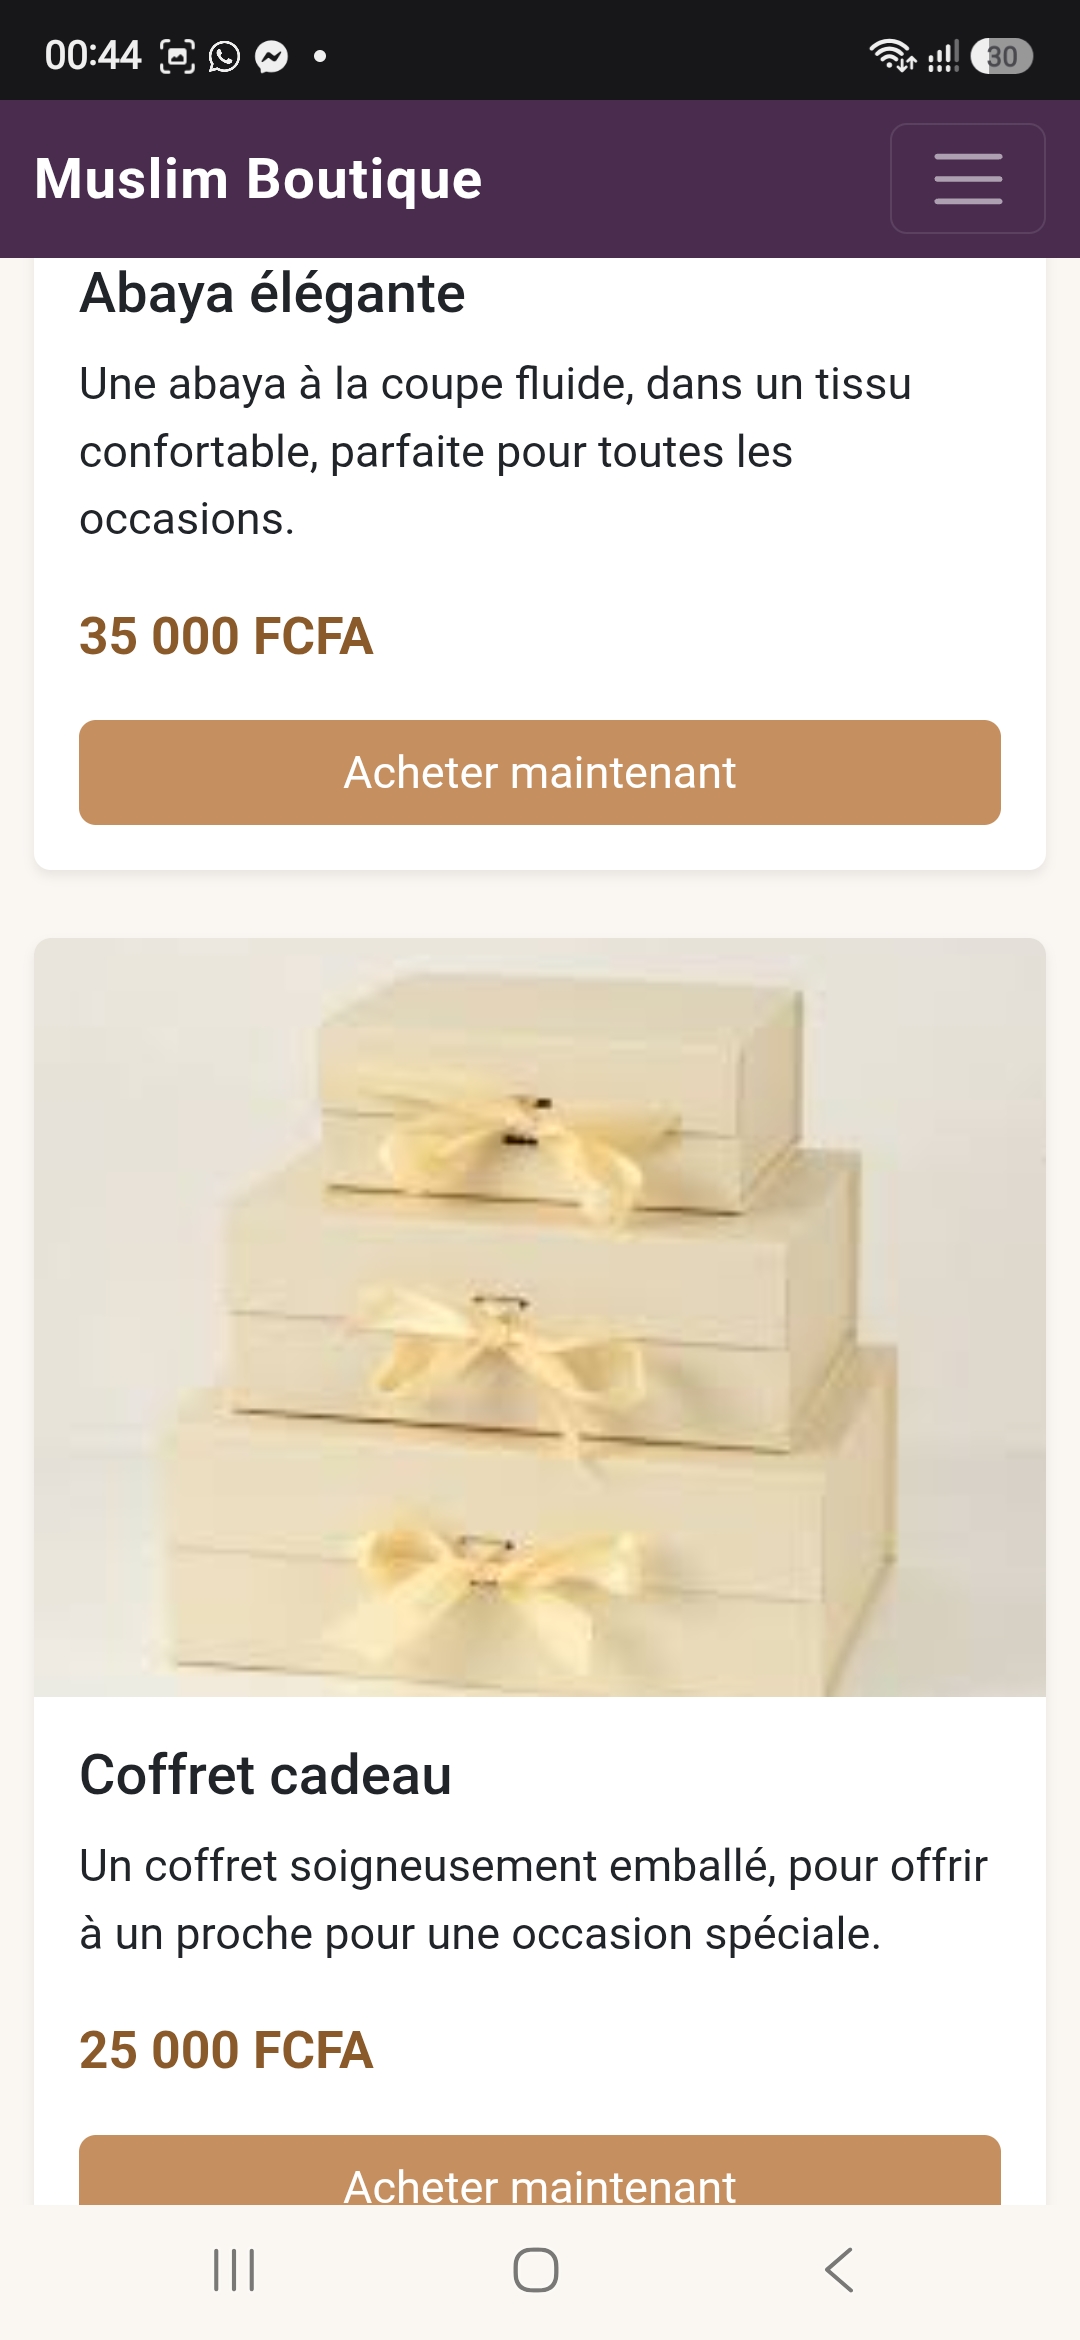 00:44
30
Muslim Boutique
Abaya élégante
Une abaya à la coupe fluide, dans un tissu
confortable, parfaite pour toutes les
occasions.
35 000 FCFA
Acheter maintenant
Coffret cadeau
Un coffret soigneusement emballé, pour offrir
à un proche pour une occasion spéciale.
25 000 FCFA
Acheter maintenant